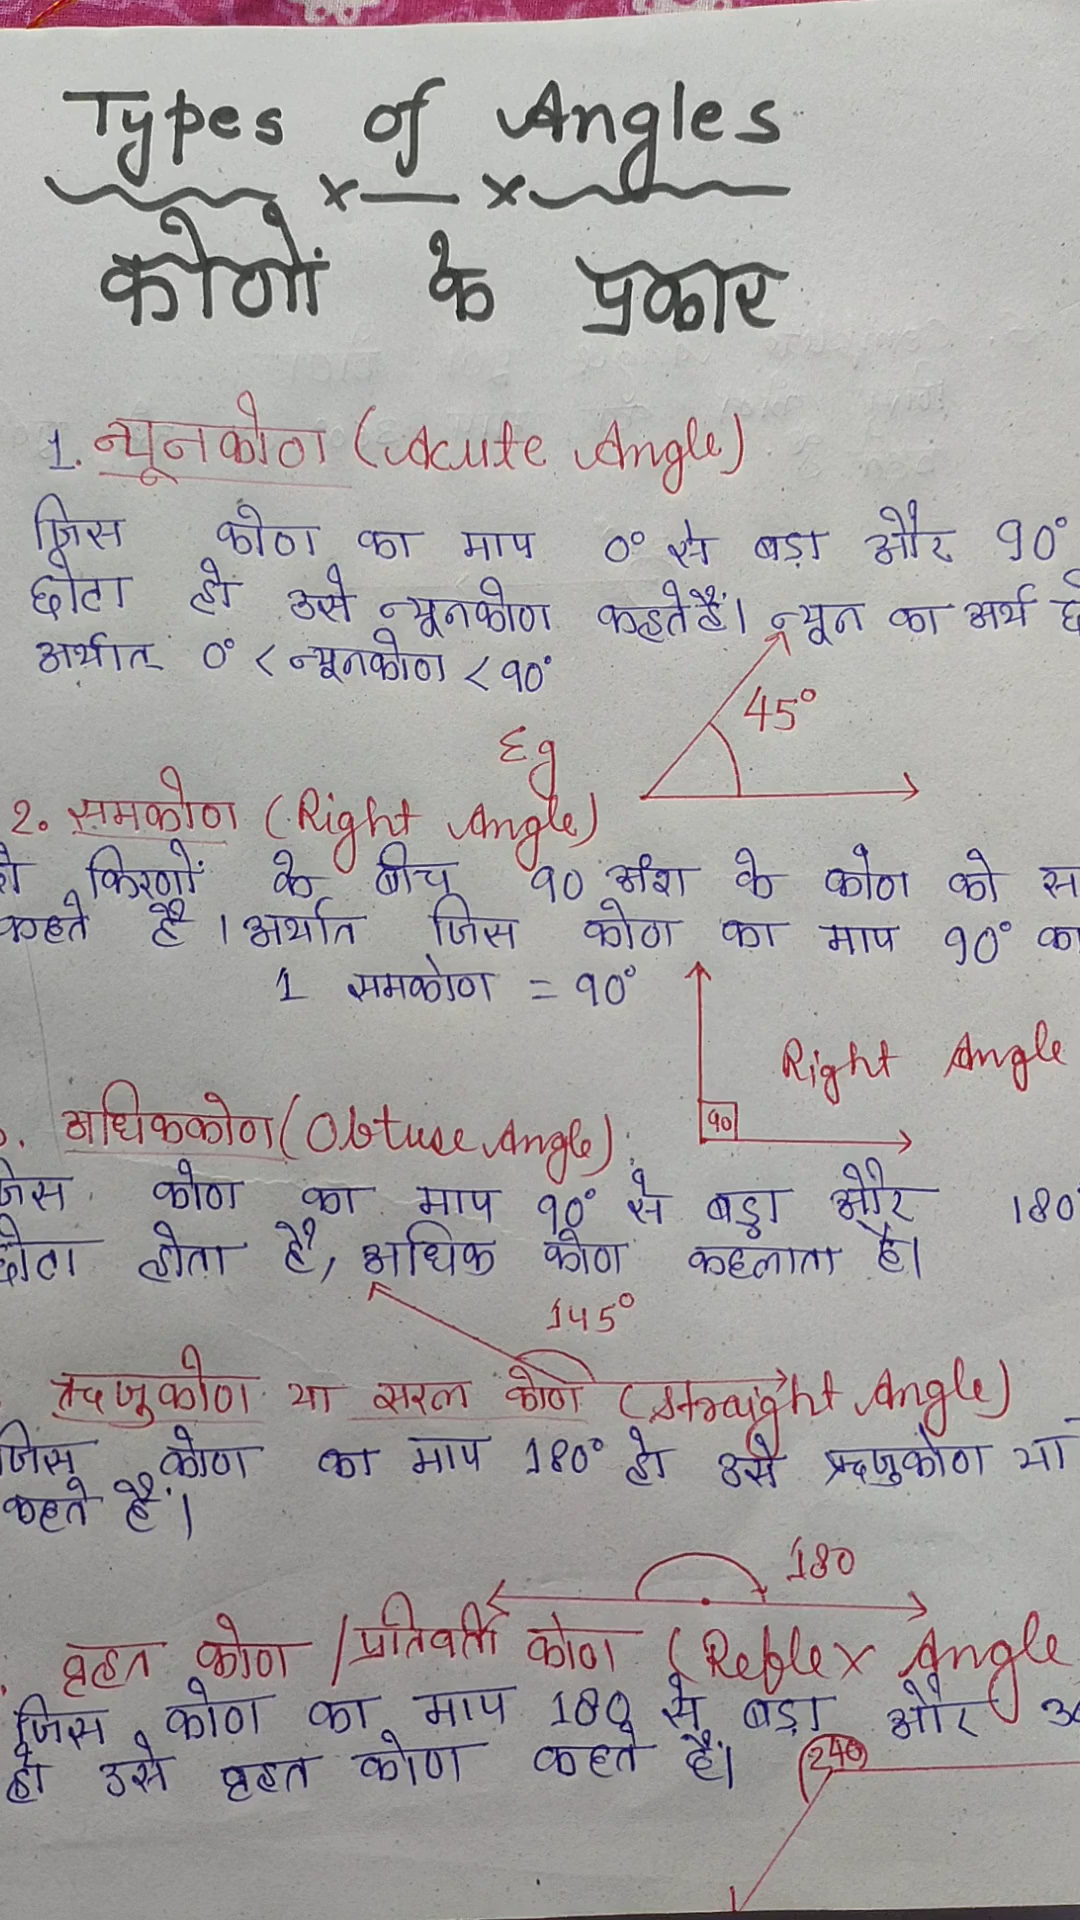 Types of Angles
कोणों के प्रकार
1. न्यूनकोण (Acute Angle)
जिस कोण का माप 0° से बड़ा और 90°
छोटा हो उसे न्यूनकोण कहते हैं। न्यून का अर्थ
अर्थात् 0° < न्यूनकोण < 90°
45°
Eg
2. समकोण (Right Angle)
किरणों के बीच 90 अंश के कोण को स
कहते है । अर्थात जिस कोण का माप 90° का
1 समकोण = 90°
Right Angle
90
अधिककोण (Obtuse Angle)
जिस कोण का माप 90° से बड़ा और 180°
छोटा होता है, अधिक कोण कहलाता है।
145°
ऋजुकोण या सरल कोण (Straight Angle)
जिस कोण का माप 180° हो उसे ऋजुकोण या
कहते हैं।
180
वृहत कोण / प्रतिवर्ती कोण (Reflex Angle
जिस कोण का माप 180 से बड़ा और 36
हो उसे वृहत कोण कहते हैं।
240